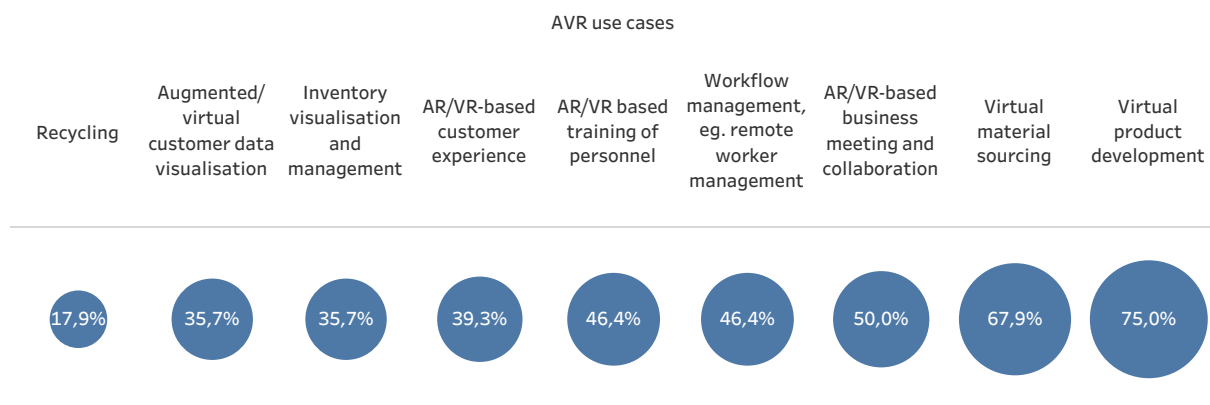 AVR use cases
Recycling
Augmented/
virtual
customer data
visualisation
Inventory
visualisation
and
management
AR/VR-based
customer
experience
AR/VR based
training of
personnel
Workflow
management,
eg. remote
worker
management
AR/VR-based
business
meeting and
collaboration
Virtual
material
sourcing
Virtual
product
development
17,9%
35,7%
35,7%
39,3%
46,4%
46,4%
50,0%
67,9%
75,0%